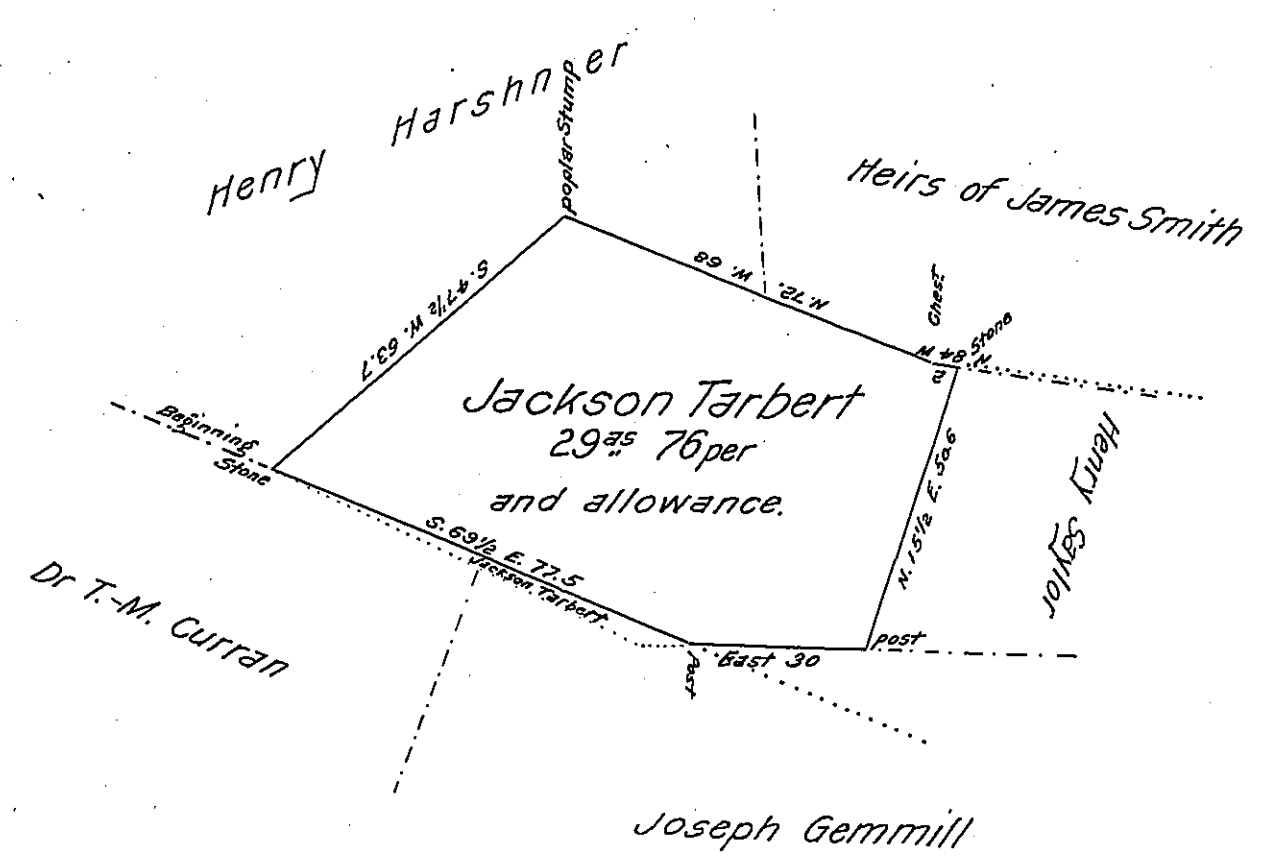 Henry Harshner
poplar Stump
Heirs of James Smith
S. 47½ W. 63.7
N. 72. W. 68
Chest
Stone
N. 84 W
2
Jackson Tarbert
29as 76per
and allowance.
Beginning
Stone
S. 69½ E. 77.5
Jackson Tarbert
N. 15½ E. 50.6
Henry Saylor
Dr T.-M. Curran
Post
East 30
post
Joseph Gemmill